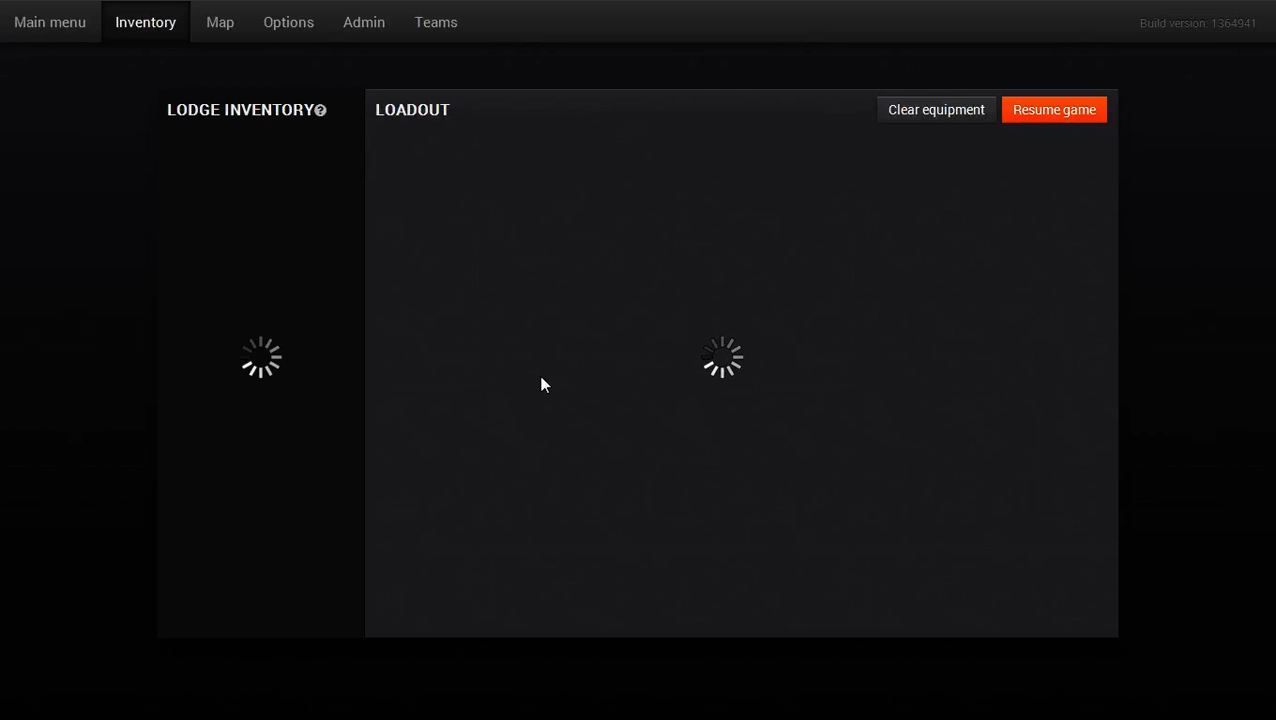 Main menu Inventory Map Options Admin Teams Build version: 1364941
LODGE INVENTORY? LOADOUT Clear equipment Resume game